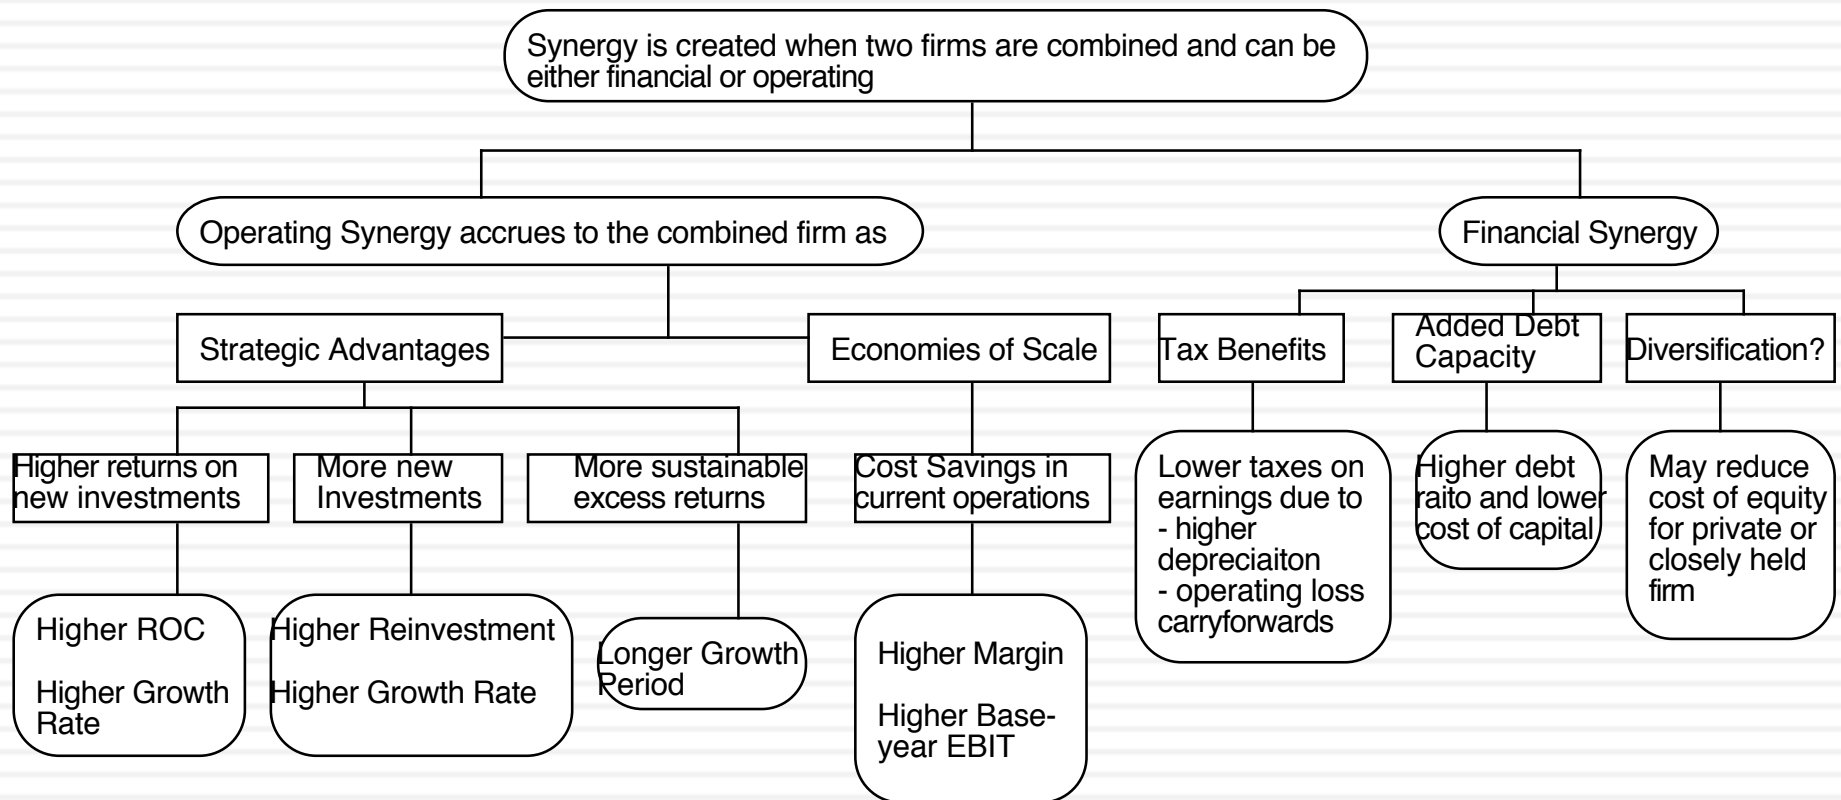 Synergy is created when two firms are combined and can be
either financial or operating
Operating Synergy accrues to the combined firm as
Financial Synergy
Strategic Advantages
Economies of Scale
Tax Benefits
Added Debt
Capacity
Diversification?
Higher returns on
new investments
More new
Investments
More sustainable
excess returns
Cost Savings in
current operations
Lower taxes on
earnings due to
- higher
depreciaiton
- operating loss
carryforwards
Higher debt
raito and lower
cost of capital
May reduce
cost of equity
for private or
closely held
firm
Higher ROC
Higher Growth
Rate
Higher Reinvestment
Higher Growth Rate
Longer Growth
Period
Higher Margin
Higher Base-
year EBIT